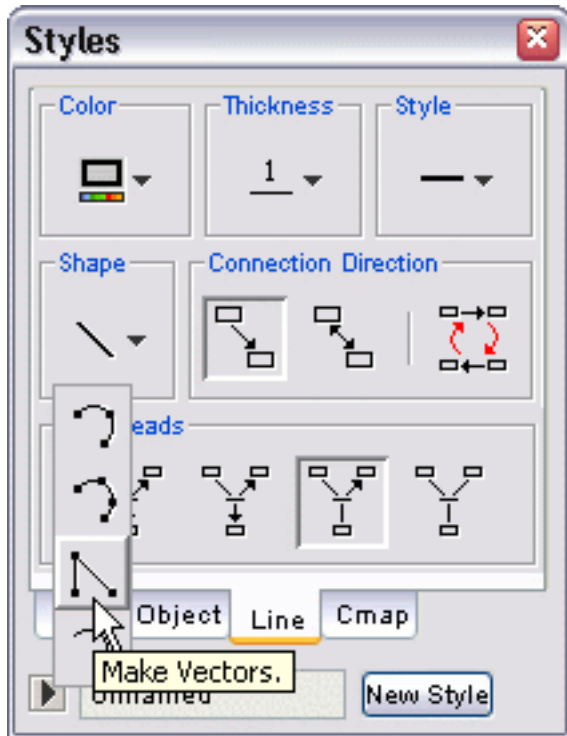 Styles
Color
Thickness
Style
1
Shape
Connection Direction
eads
Object
Line
Cmap
Make Vectors.
New Style